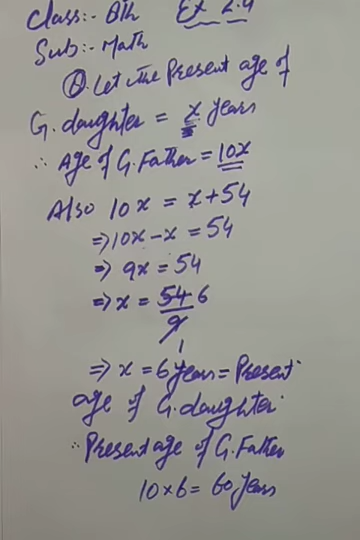 Class:- 8th Ex 2.4
Sub:- Math
Q. Let the Present age of
G. daughter = x years
∴ Age of G. Father = 10x
Also 10x = x + 54
⇒ 10x - x = 54
⇒ 9x = 54
⇒ x = 54 6
9
1
⇒ x = 6 years = Present
age of G. daughter.
∴ Present age of G. Father
10 × 6 = 60 years